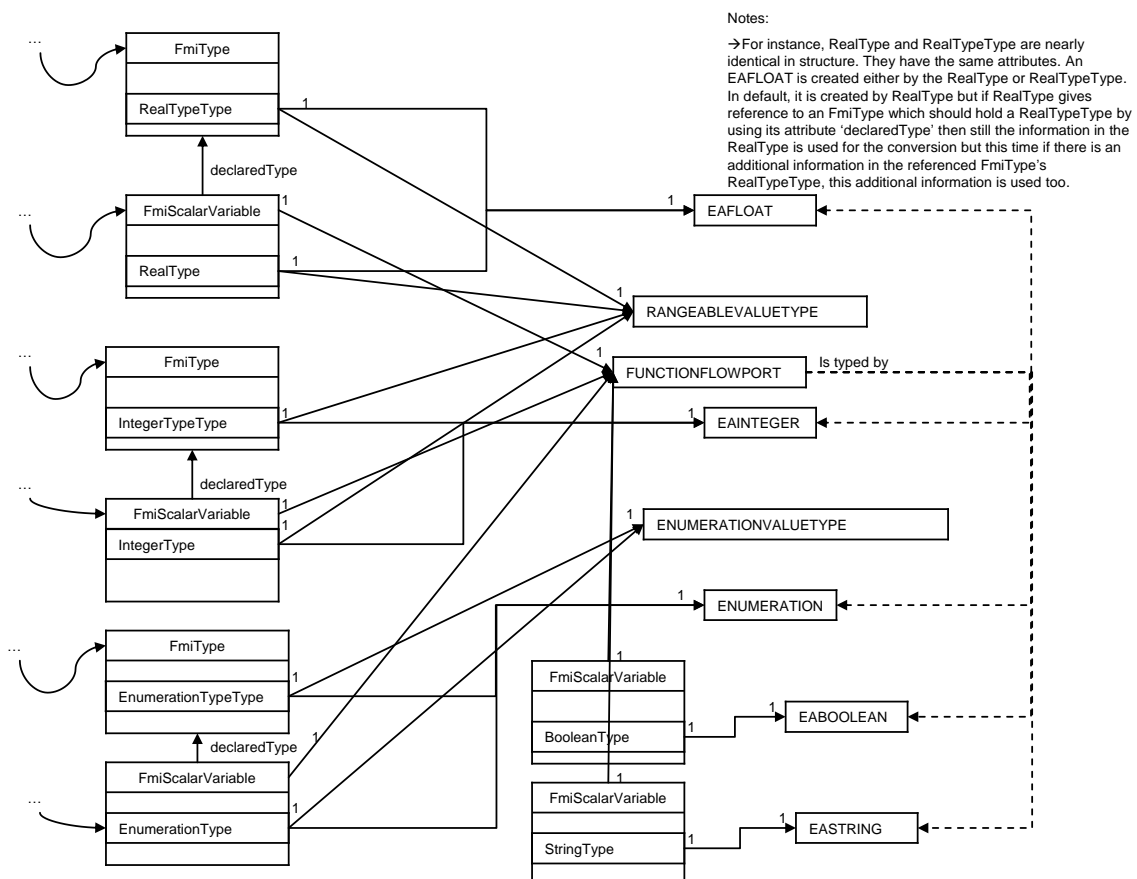 Notes:
→For instance, RealType and RealTypeType are nearly
identical in structure. They have the same attributes. An
EAFLOAT is created either by the RealType or RealTypeType.
In default, it is created by RealType but if RealType gives
reference to an FmiType which should hold a RealTypeType by
using its attribute ‘declaredType’ then still the information in the
RealType is used for the conversion but this time if there is an
additional information in the referenced FmiType’s
RealTypeType, this additional information is used too.
…
FmiType
RealTypeType
1
declaredType
…
FmiScalarVariable
1
RealType
1
1
EAFLOAT
1
RANGEABLEVALUETYPE
…
FmiType
IntegerTypeType
1
1
FUNCTIONFLOWPORT
Is typed by
1
EAINTEGER
declaredType
…
FmiScalarVariable
1
IntegerType
1
1
ENUMERATIONVALUETYPE
1
ENUMERATION
…
FmiType
EnumerationTypeType
1
declaredType
1
FmiScalarVariable
…
EnumerationType
1
1
FmiScalarVariable
BooleanType
1
1
EABOOLEAN
1
FmiScalarVariable
StringType
1
1
EASTRING